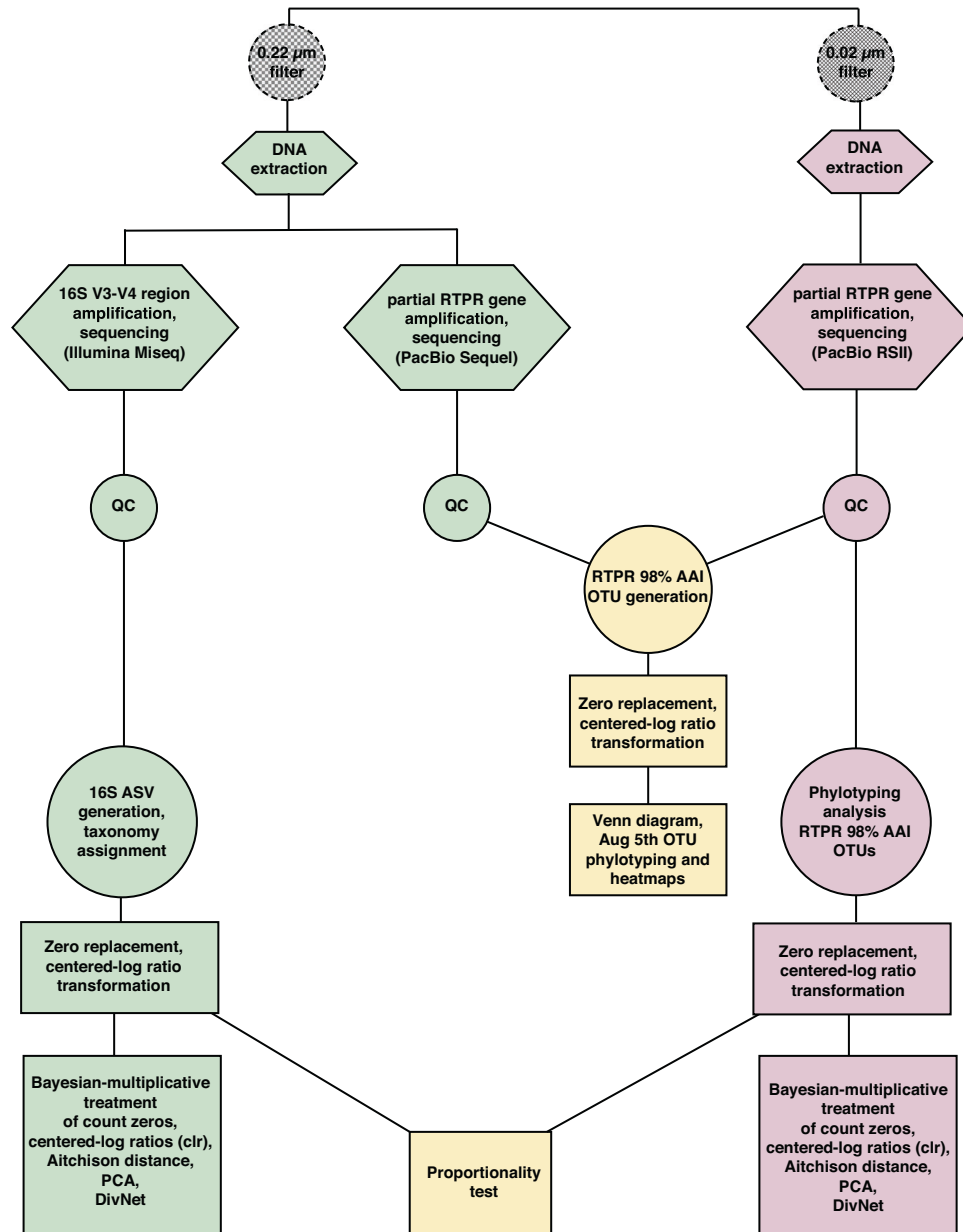 0.22 µm
filter
0.02 µm
filter
DNA
extraction
DNA
extraction
16S V3-V4 region
amplification,
sequencing
(Illumina Miseq)
partial RTPR gene
amplification,
sequencing
(PacBio Sequel)
partial RTPR gene
amplification,
sequencing
(PacBio RSII)
QC
QC
QC
RTPR 98% AAI
OTU generation
Zero replacement,
centered-log ratio
transformation
Venn diagram,
Aug 5th OTU
phylotyping and
heatmaps
16S ASV
generation,
taxonomy
assignment
Phylotyping
analysis
RTPR 98% AAI
OTUs
Zero replacement,
centered-log ratio
transformation
Zero replacement,
centered-log ratio
transformation
Bayesian-multiplicative
treatment
of count zeros,
centered-log ratios (clr),
Aitchison distance,
PCA,
DivNet
Proportionality
test
Bayesian-multiplicative
treatment
of count zeros,
centered-log ratios (clr),
Aitchison distance,
PCA,
DivNet